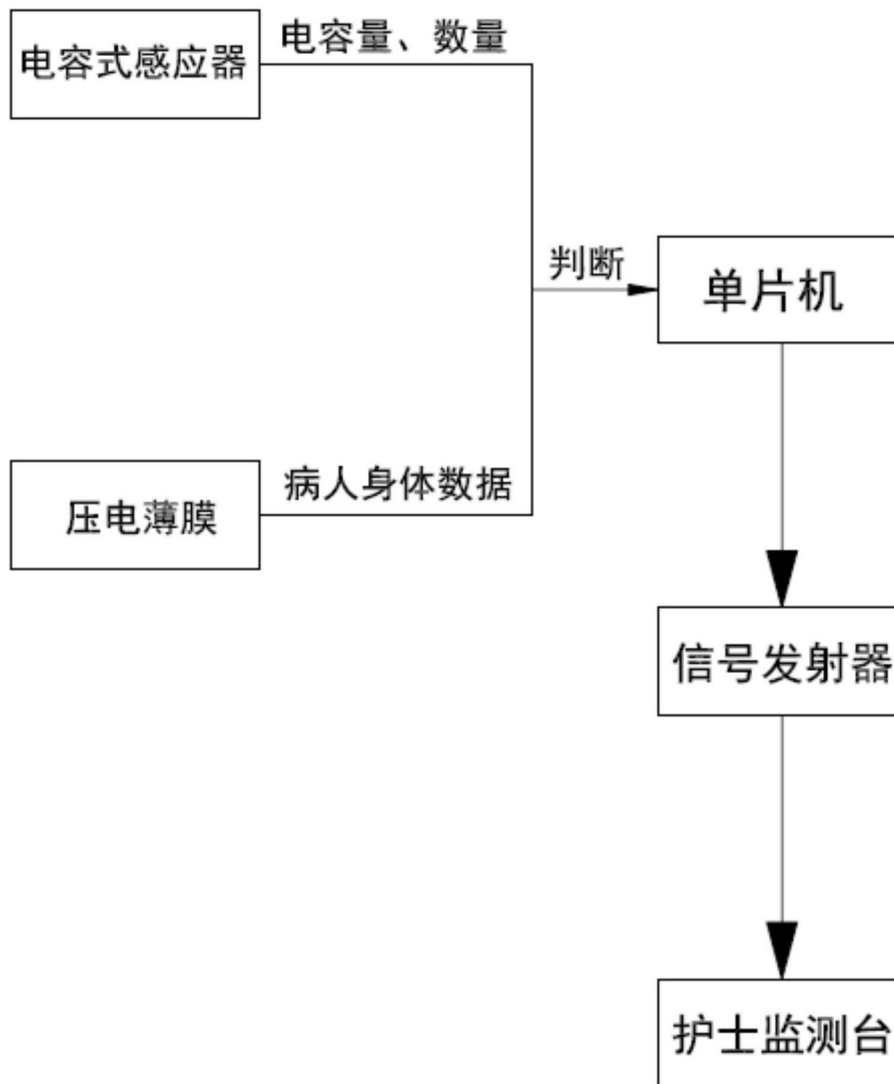 电容式感应器
电容量、数量
判断
单片机
压电薄膜
病人身体数据
信号发射器
护士监测台